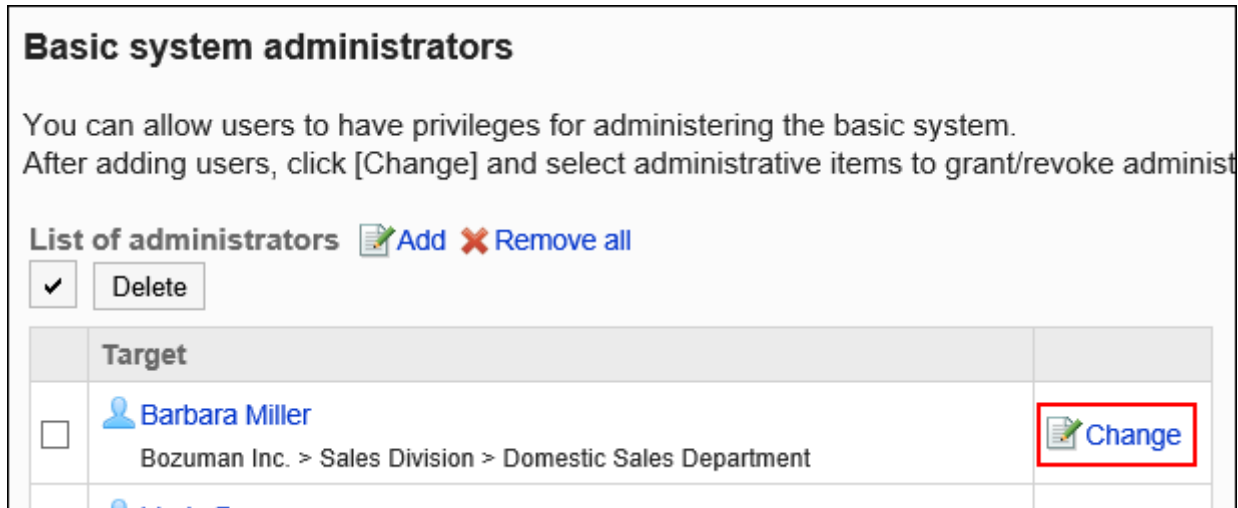 Basic system administrators
You can allow users to have privileges for administering the basic system.
After adding users, click [Change] and select administrative items to grant/revoke administ
List of administrators Add Remove all
Delete
Target
Barbara Miller
Change
Bozuman Inc. > Sales Division > Domestic Sales Department